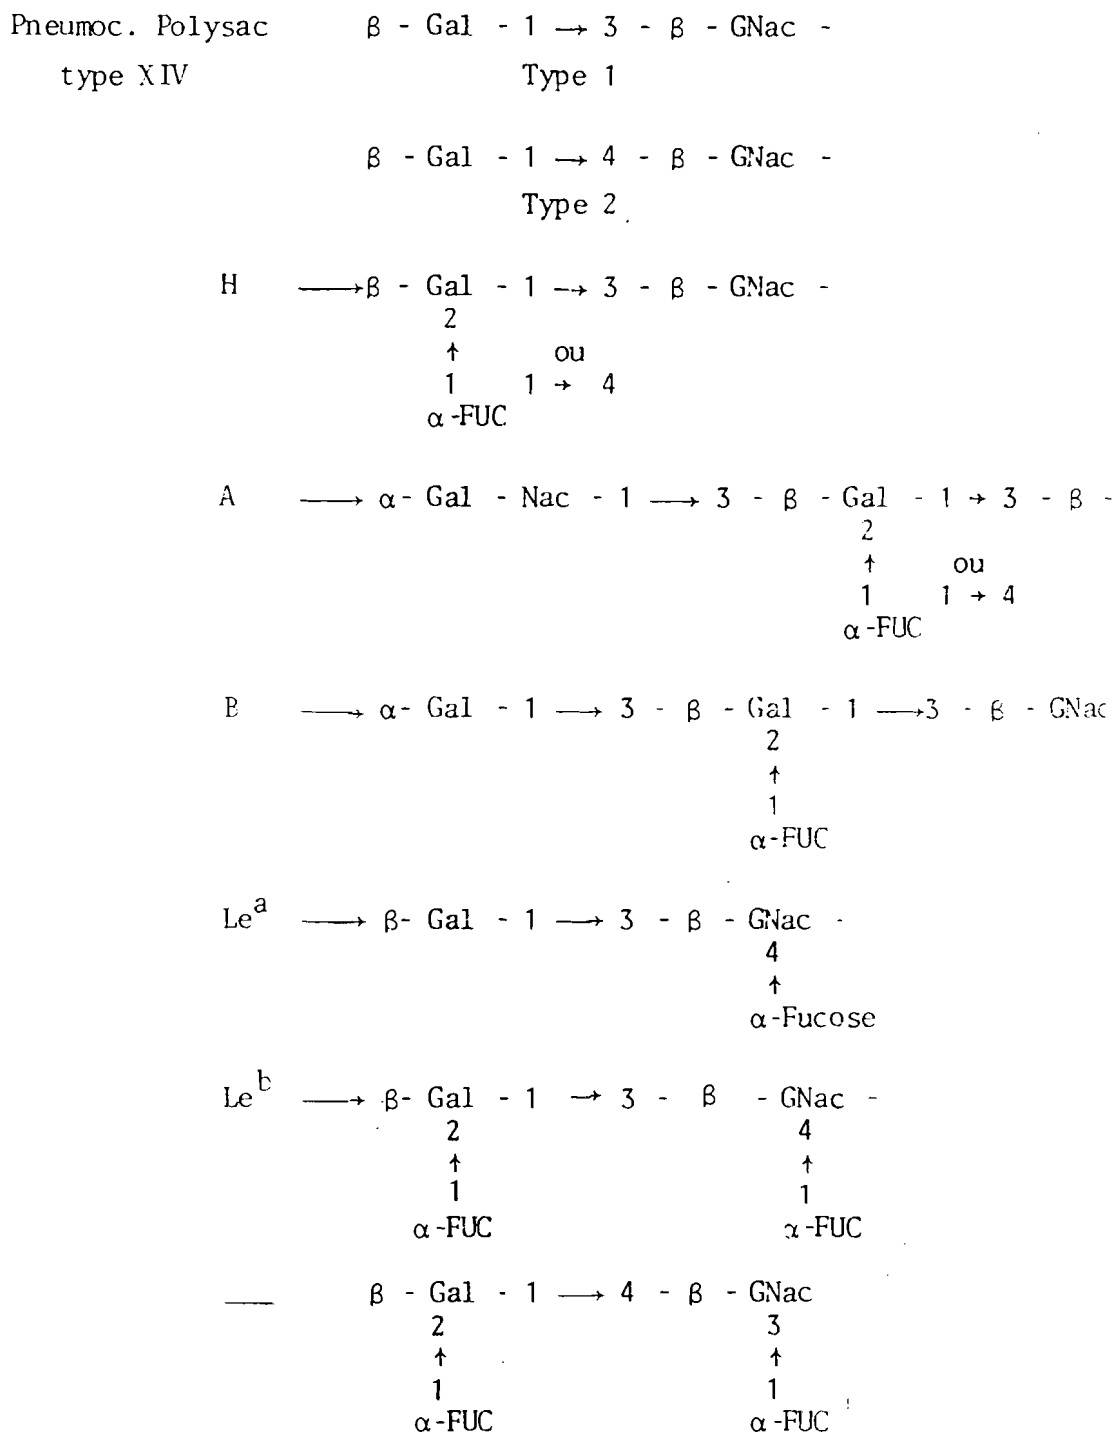 Pneumoc. Polysac β - Gal - 1 → 3 - β - GNac -
type XIV Type 1
β - Gal - 1 → 4 - β - GNac -
Type 2
H → β - Gal - 1 → 3 - β - GNac -
2
↑ ou
1 1 → 4
α-FUC
A → α- Gal - Nac - 1 → 3 - β - Gal - 1 → 3 - β -
2
↑ ou
1 1 → 4
α-FUC
B → α- Gal - 1 → 3 - β - Gal - 1 → 3 - β - GNac
2
↑
1
α-FUC
Le^a → β- Gal - 1 → 3 - β - GNac -
4
↑
α-Fucose
Le^b → β- Gal - 1 → 3 - β - GNac -
2 4
↑ ↑
1 1
α-FUC α-FUC
— β - Gal - 1 → 4 - β - GNac
2 3
↑ ↑
1 1
α-FUC α-FUC